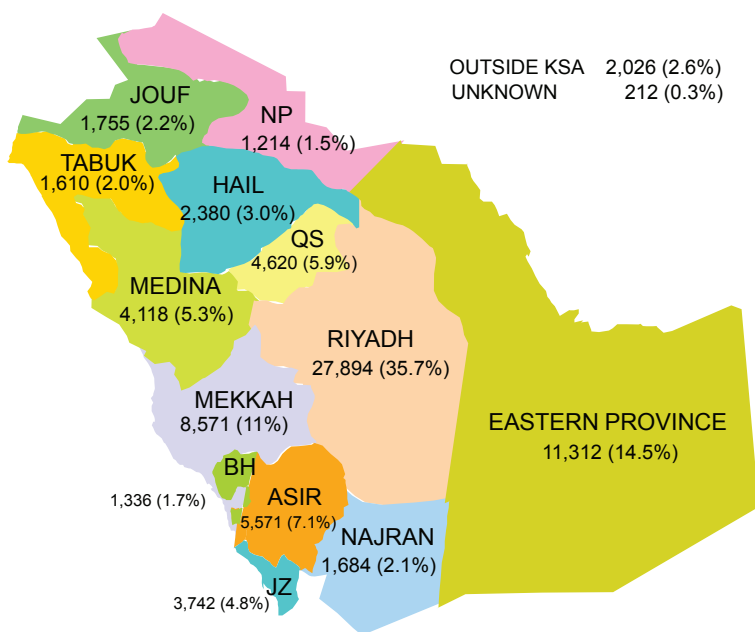 OUTSIDE KSA 2,026 (2.6%)
UNKNOWN 212 (0.3%)
JOUF
1,755 (2.2%)
NP
1,214 (1.5%)
TABUK
1,610 (2.0%)
HAIL
2,380 (3.0%)
QS
4,620 (5.9%)
MEDINA
4,118 (5.3%)
RIYADH
27,894 (35.7%)
MEKKAH
8,571 (11%)
EASTERN PROVINCE
11,312 (14.5%)
BH
1,336 (1.7%)
ASIR
5,571 (7.1%)
NAJRAN
1,684 (2.1%)
JZ
3,742 (4.8%)